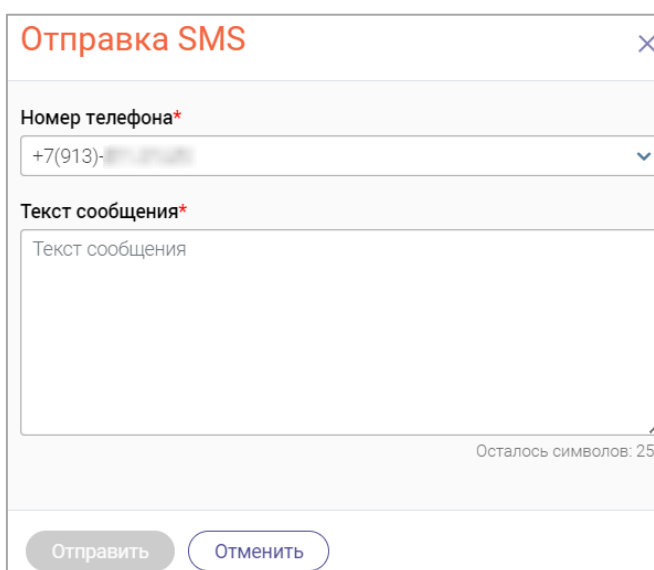 Отправка SMS
Номер телефона*
+7(913)-
Текст сообщения*
Текст сообщения
Осталось символов: 25
Отправить
Отменить